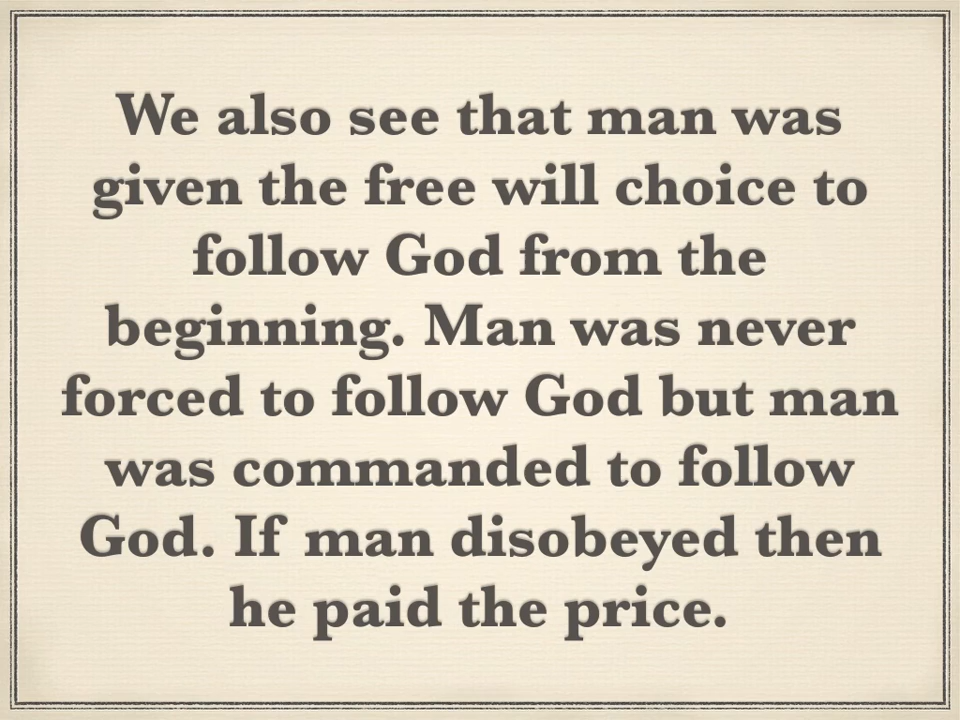 We also see that man was
given the free will choice to
follow God from the
beginning. Man was never
forced to follow God but man
was commanded to follow
God. If man disobeyed then
he paid the price.